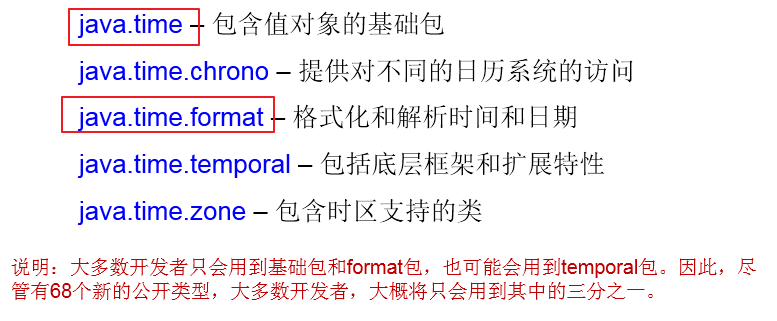 java.time – 包含值对象的基础包
java.time.chrono – 提供对不同的日历系统的访问
java.time.format – 格式化和解析时间和日期
java.time.temporal – 包括底层框架和扩展特性
java.time.zone – 包含时区支持的类
说明：大多数开发者只会用到基础包和format包，也可能会用到temporal包。因此，尽
管有68个新的公开类型，大多数开发者，大概将只会用到其中的三分之一。